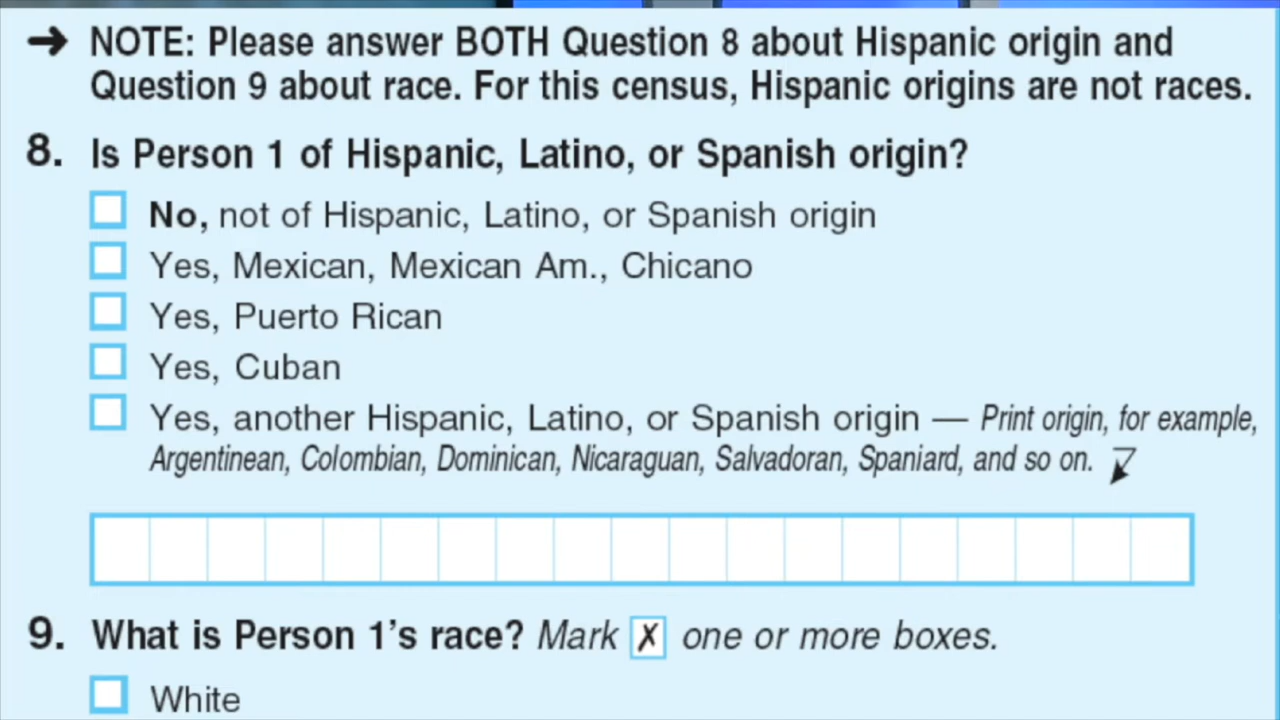 ➔ NOTE: Please answer BOTH Question 8 about Hispanic origin and
Question 9 about race. For this census, Hispanic origins are not races.
8. Is Person 1 of Hispanic, Latino, or Spanish origin?
No, not of Hispanic, Latino, or Spanish origin
Yes, Mexican, Mexican Am., Chicano
Yes, Puerto Rican
Yes, Cuban
Yes, another Hispanic, Latino, or Spanish origin — Print origin, for example,
Argentinean, Colombian, Dominican, Nicaraguan, Salvadoran, Spaniard, and so on.
9. What is Person 1's race? Mark ✗ one or more boxes.
White